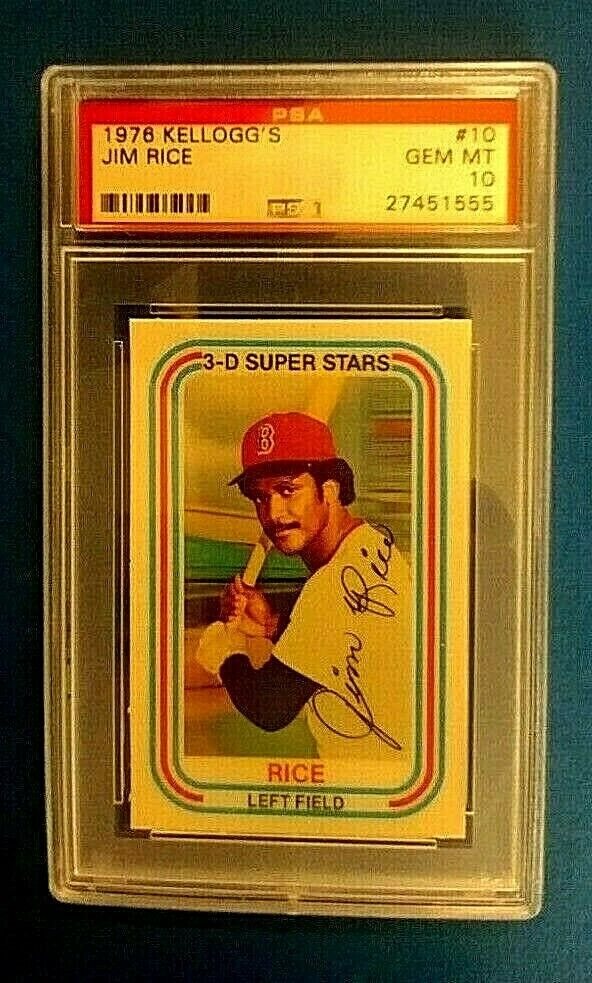 PSA
1976 KELLOGG'S #10
JIM RICE GEM MT
10
27451555
3-D SUPER STARS
B
Jim Rice
RICE
LEFT FIELD